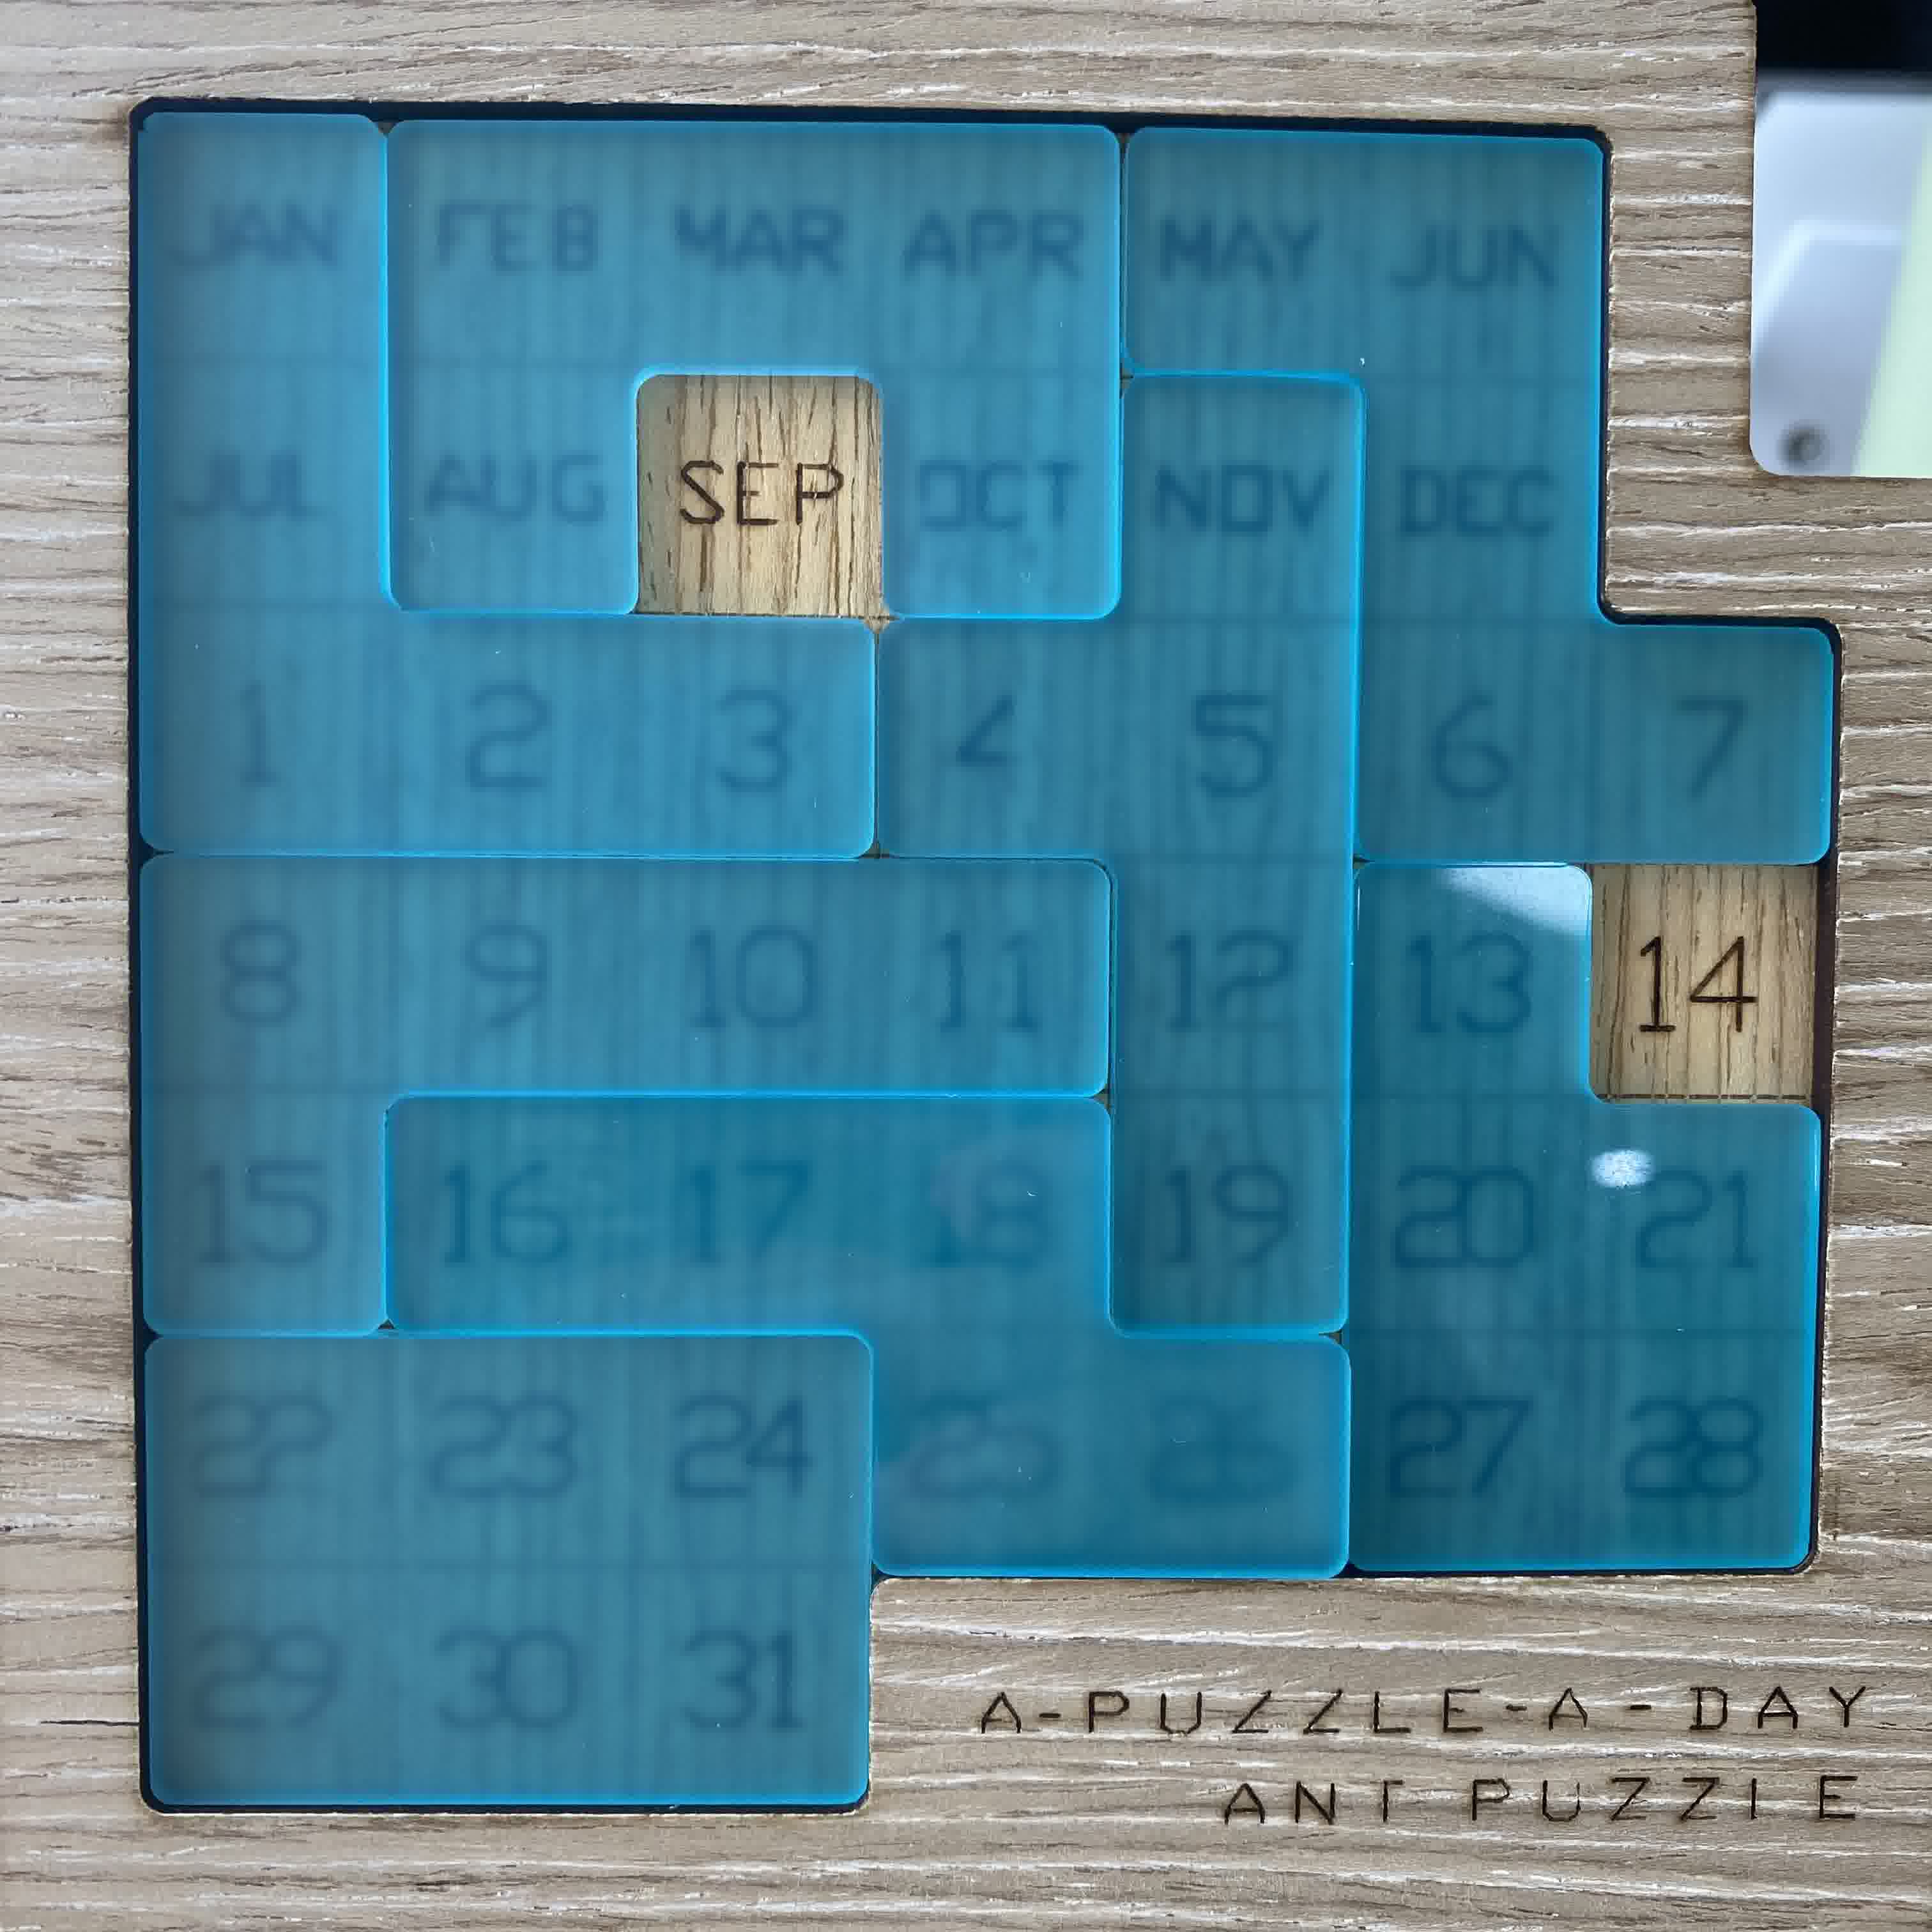 JAN FEB MAR APR MAY JUN
JUL AUG SEP OCT NOV DEC
1 2 3 4 5 6 7
8 9 10 11 12 13 14
15 16 17 18 19 20 21
22 23 24 25 26 27 28
29 30 31
A-PUZZLE-A-DAY
ANT PUZZLE